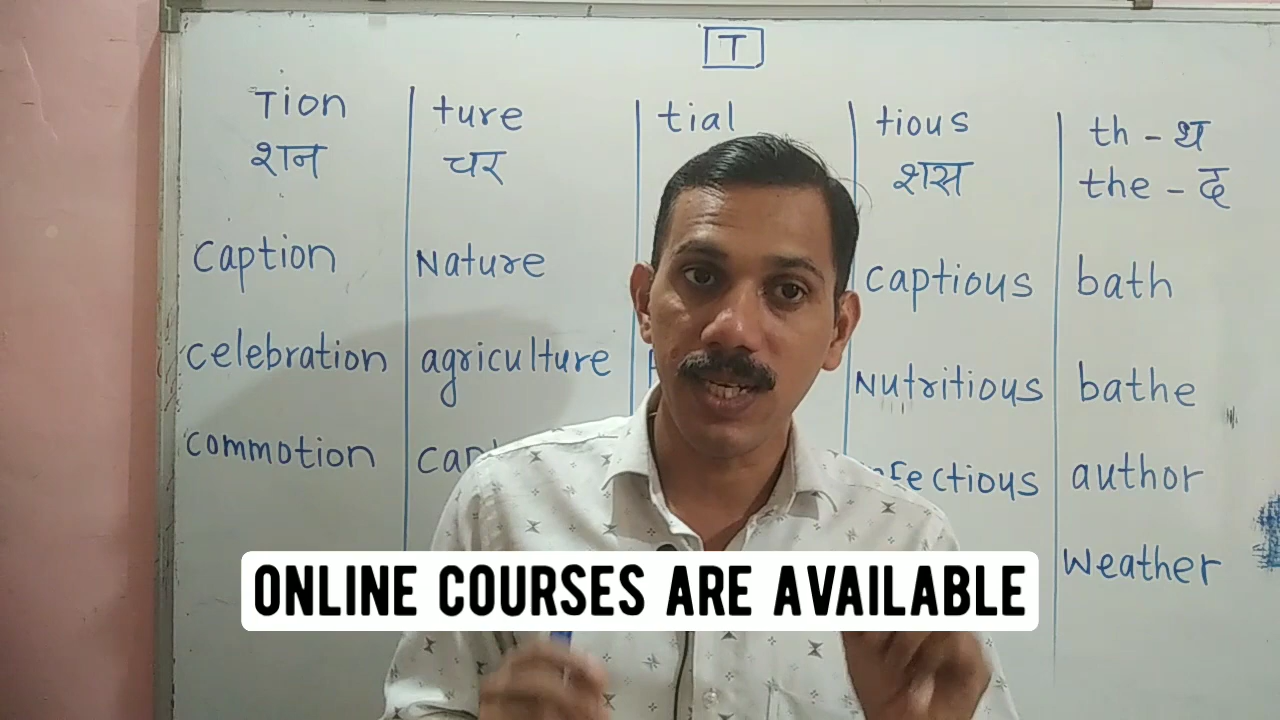 T
Tion
शन
Caption
celebration
commotion
ture
चर
Nature
agriculture
tial
tious
शस
captious
Nutritious
th - थ
the - द
bath
bathe
author
Weather
ONLINE COURSES ARE AVAILABLE